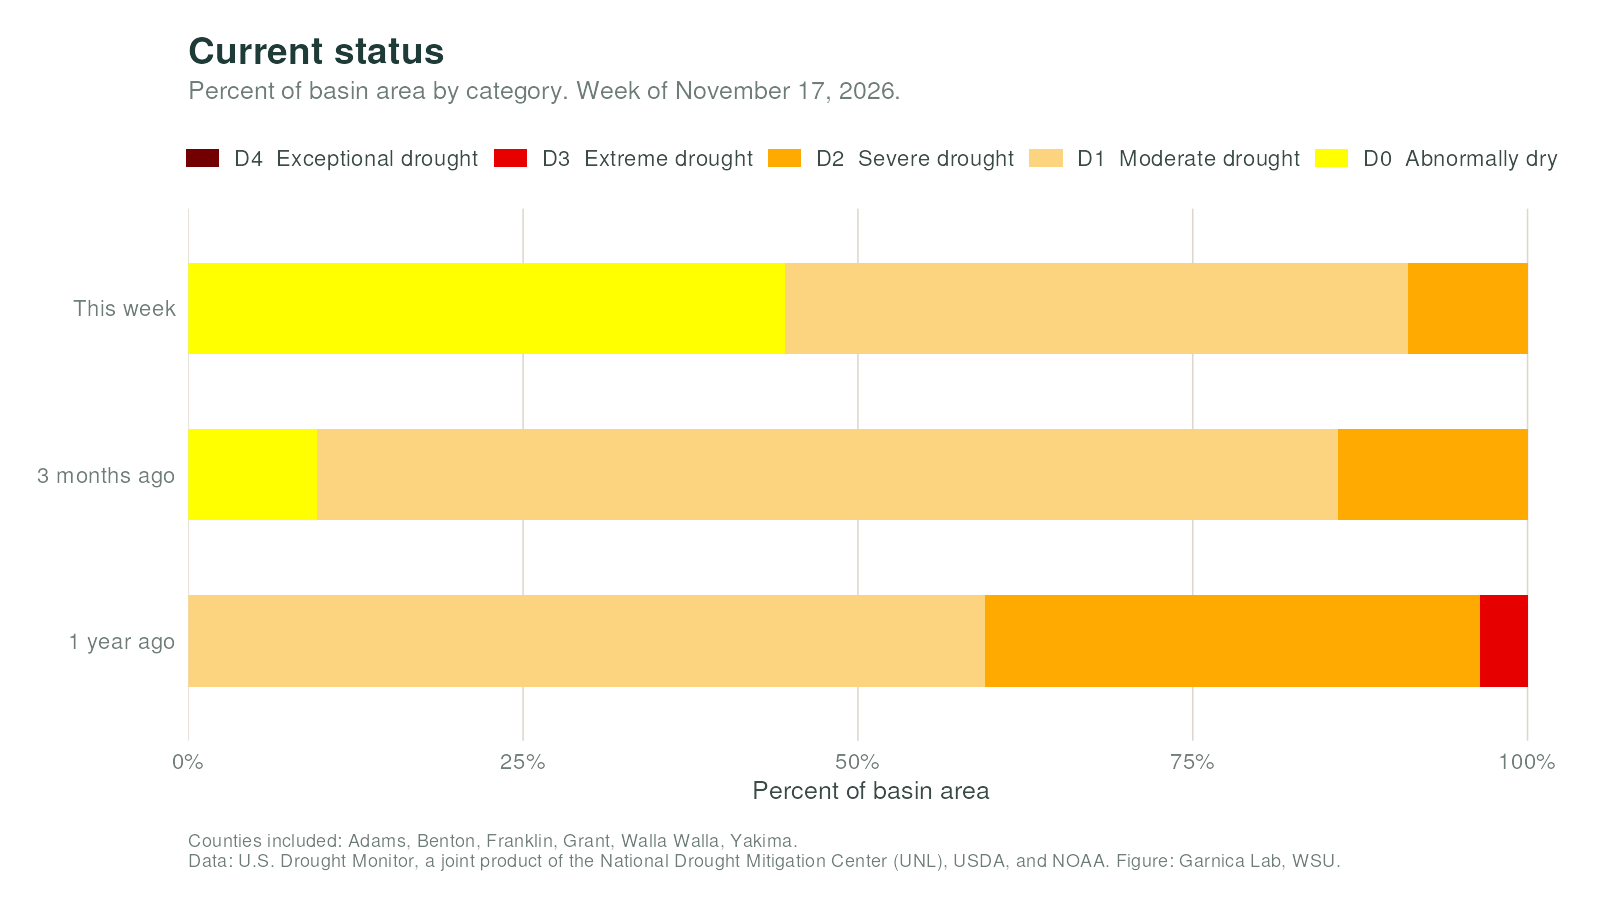 Current status
Percent of basin area by category. Week of November 17, 2026.
D4 Exceptional drought D3 Extreme drought D2 Severe drought D1 Moderate drought D0 Abnormally dry
This week
3 months ago
1 year ago
0% 25% 50% 75% 100%
Percent of basin area
Counties included: Adams, Benton, Franklin, Grant, Walla Walla, Yakima.
Data: U.S. Drought Monitor, a joint product of the National Drought Mitigation Center (UNL), USDA, and NOAA. Figure: Garnica Lab, WSU.